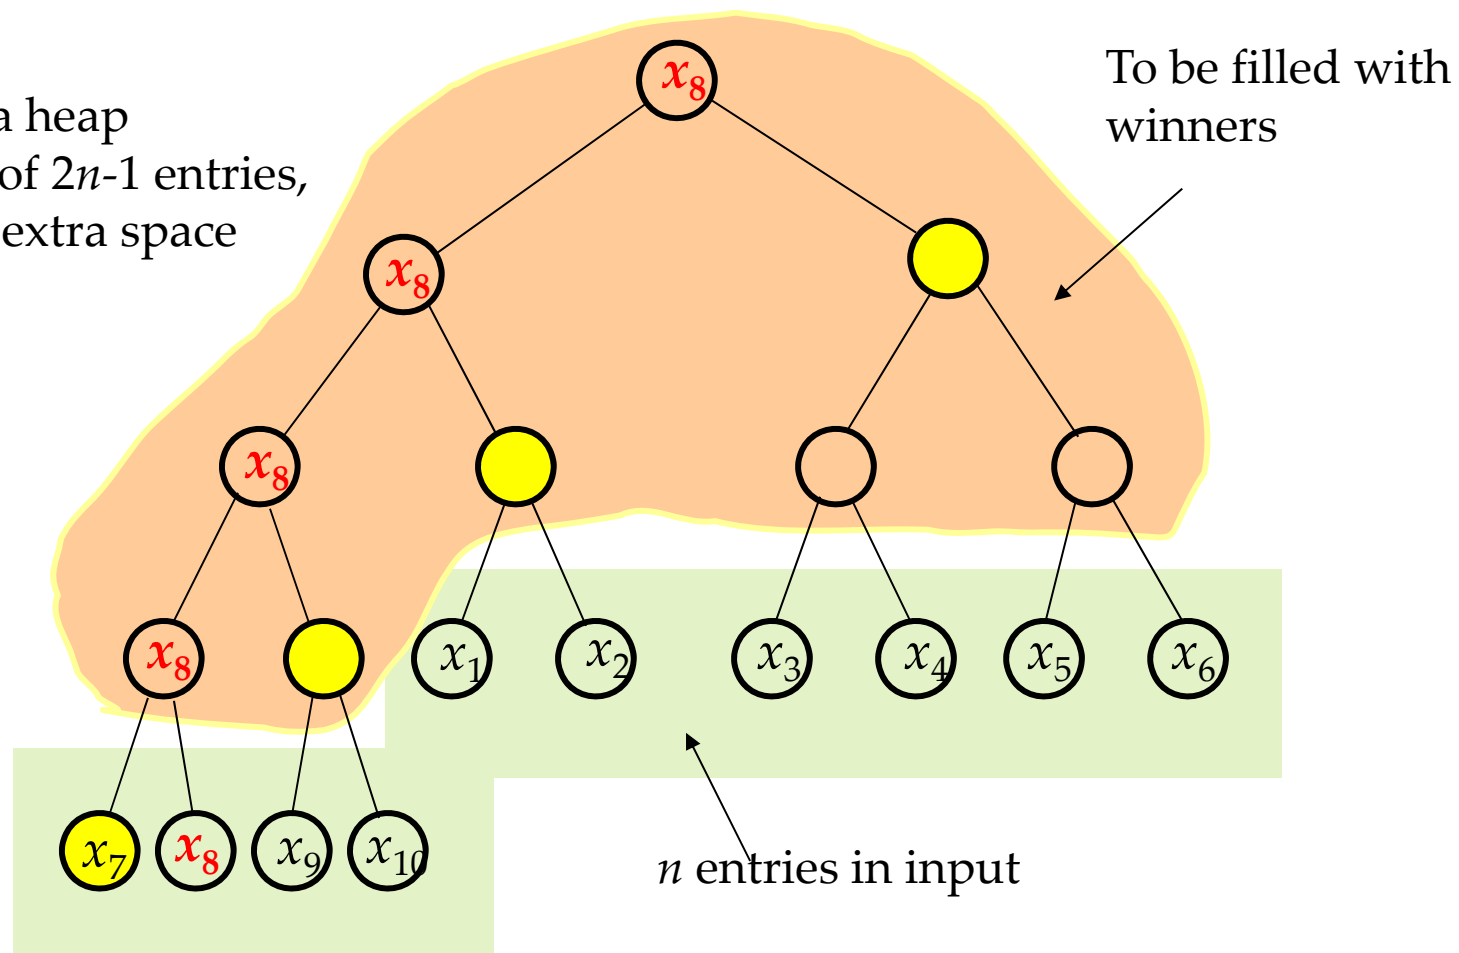 x₈
To be filled with
winners
a heap
of 2n-1 entries,
extra space
x₈
x₈
x₈
x₁ x₂ x₃ x₄ x₅ x₆
x₇ x₈ x₉ x₁₀
n entries in input